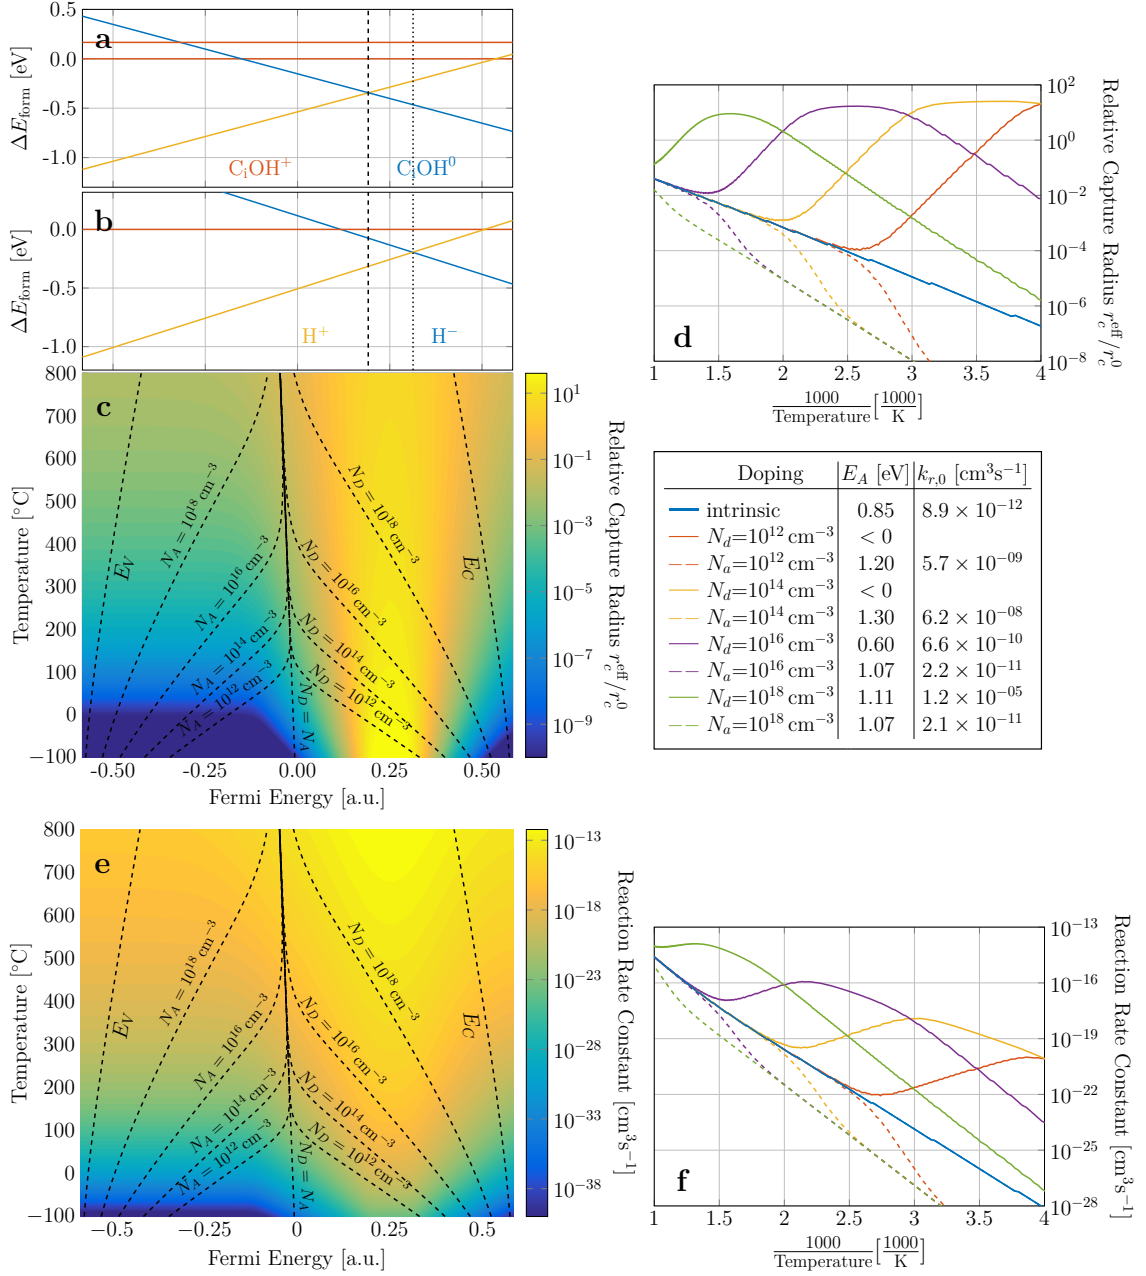 a
0.5
0.0
-0.5
-1.0
ΔE_form [eV]
C_iOH^+
C_iOH^0
b
0.0
-0.5
-1.0
ΔE_form [eV]
H^+
H^−
c
800
700
600
500
400
300
200
100
0
−100
Temperature [°C]
E_V
N_A = 10^18 cm^−3
N_A = 10^16 cm^−3
N_A = 10^14 cm^−3
N_A = 10^12 cm^−3
N_D = N_A
N_D = 10^12 cm^−3
N_D = 10^14 cm^−3
N_D = 10^16 cm^−3
N_D = 10^18 cm^−3
E_C
-0.50
-0.25
0.00
0.25
0.50
Fermi Energy [a.u.]
10^1
10^−1
10^−3
10^−5
10^−7
10^−9
Relative Capture Radius r_c^eff/r_c^0
d
10^2
10^0
10^−2
10^−4
10^−6
10^−8
Relative Capture Radius r_c^eff/r_c^0
1
1.5
2
2.5
3
3.5
4
1000/Temperature [1000/K]
Doping E_A [eV] k_r,0 [cm^3s^−1]
intrinsic 0.85 8.9 × 10^−12
N_d=10^12 cm^−3 < 0
N_a=10^12 cm^−3 1.20 5.7 × 10^−09
N_d=10^14 cm^−3 < 0
N_a=10^14 cm^−3 1.30 6.2 × 10^−08
N_d=10^16 cm^−3 0.60 6.6 × 10^−10
N_a=10^16 cm^−3 1.07 2.2 × 10^−11
N_d=10^18 cm^−3 1.11 1.2 × 10^−05
N_a=10^18 cm^−3 1.07 2.1 × 10^−11
e
800
700
600
500
400
300
200
100
0
−100
Temperature [°C]
E_V
N_A = 10^18 cm^−3
N_A = 10^16 cm^−3
N_A = 10^14 cm^−3
N_A = 10^12 cm^−3
N_D = N_A
N_D = 10^12 cm^−3
N_D = 10^14 cm^−3
N_D = 10^16 cm^−3
N_D = 10^18 cm^−3
E_C
-0.5
-0.25
0
0.25
0.5
Fermi Energy [a.u.]
10^−13
10^−18
10^−23
10^−28
10^−33
10^−38
Reaction Rate Constant [cm^3s^−1]
f
10^−13
10^−16
10^−19
10^−22
10^−25
10^−28
Reaction Rate Constant [cm^3s^−1]
1
1.5
2
2.5
3
3.5
4
1000/Temperature [1000/K]